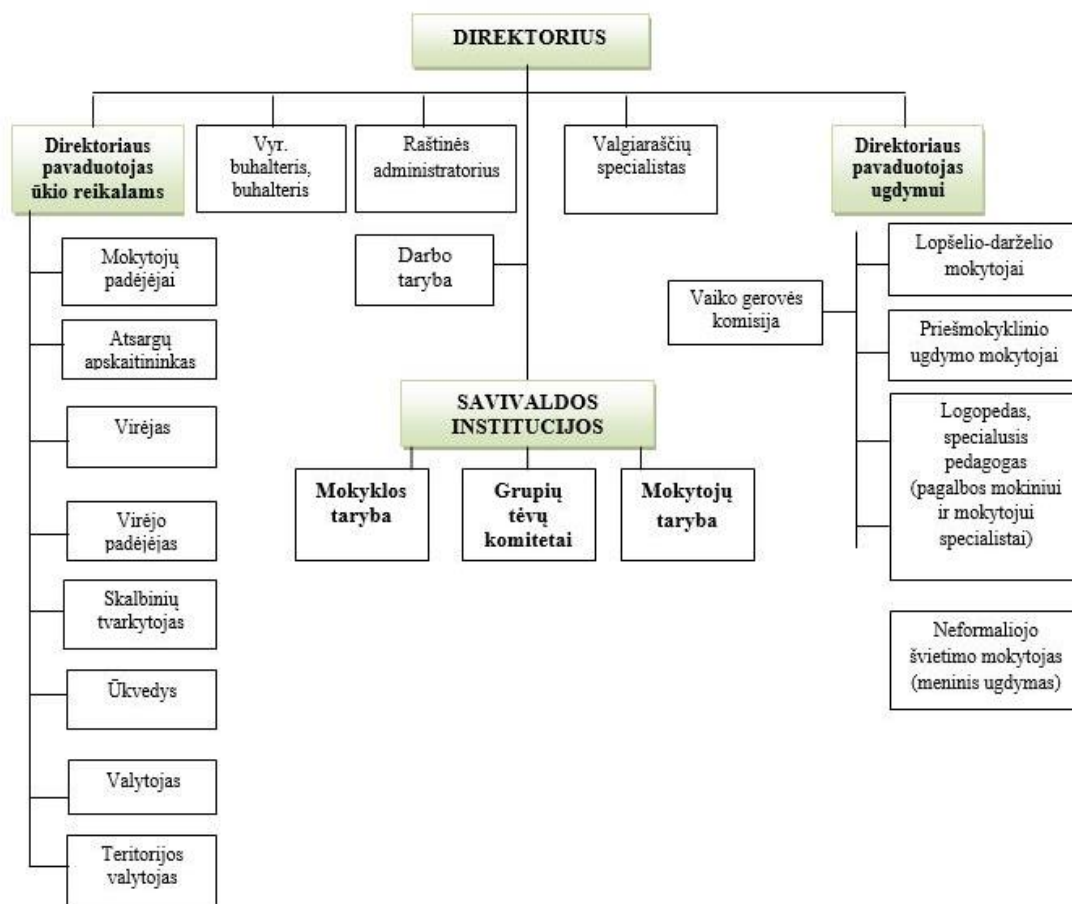 DIREKTORIUS
Direktoriaus
pavaduotojas
ūkio reikalams
Vyr.
buhalteris,
buhalteris
Raštinės
administratorius
Valgiaraščių
specialistas
Direktoriaus
pavaduotojas
ugdymui
Mokytojų
padėjėjai
Atsargų
apskaitininkas
Virėjas
Virėjo
padėjėjas
Skalbinių
tvarkytojas
Ūkvedys
Valytojas
Teritorijos
valytojas
Darbo
taryba
SAVIVALDOS
INSTITUCIJOS
Mokyklos
taryba
Grupių
tėvų
komitetai
Mokytojų
taryba
Vaiko gerovės
komisija
Lopšelio-darželio
mokytojai
Priešmokyklinio
ugdymo mokytojai
Logopedas,
specialusis
pedagogas
(pagalbos mokiniui
ir mokytojui
specialistai)
Neformaliojo
švietimo mokytojas
(meninis ugdymas)